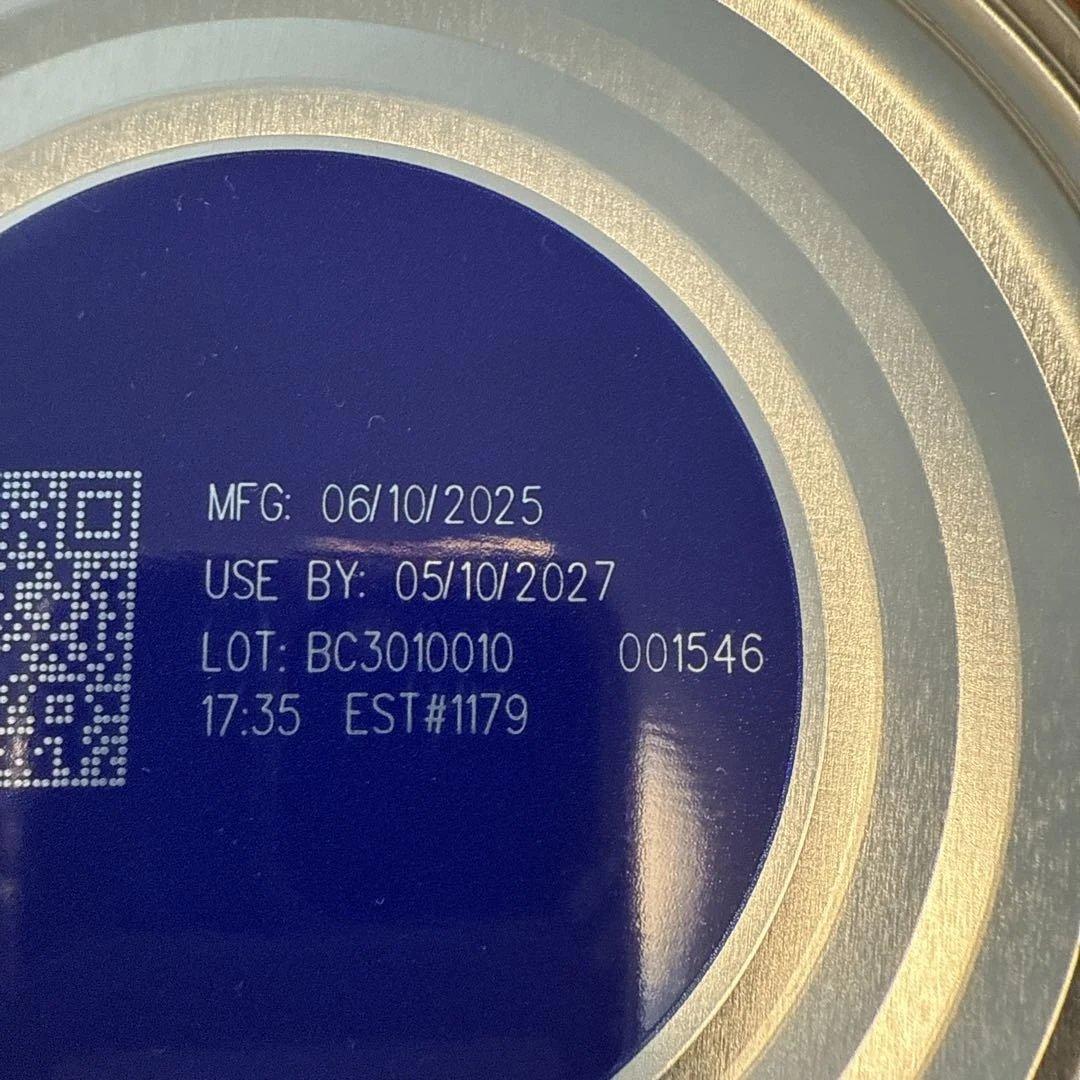 MFG: 06/10/2025
USE BY: 05/10/2027
LOT: BC3010010 001546
17:35 EST#1179